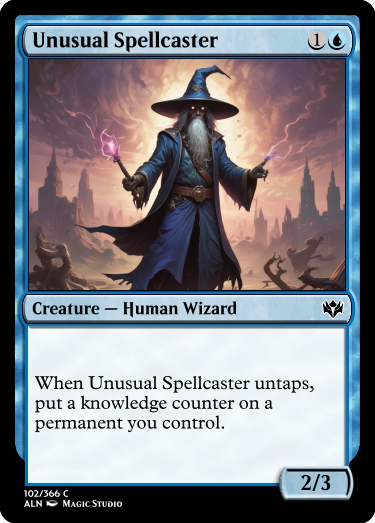 Unusual Spellcaster 1
Creature — Human Wizard
When Unusual Spellcaster untaps,
put a knowledge counter on a
permanent you control.
2/3
102/366 C
ALN Magic Studio